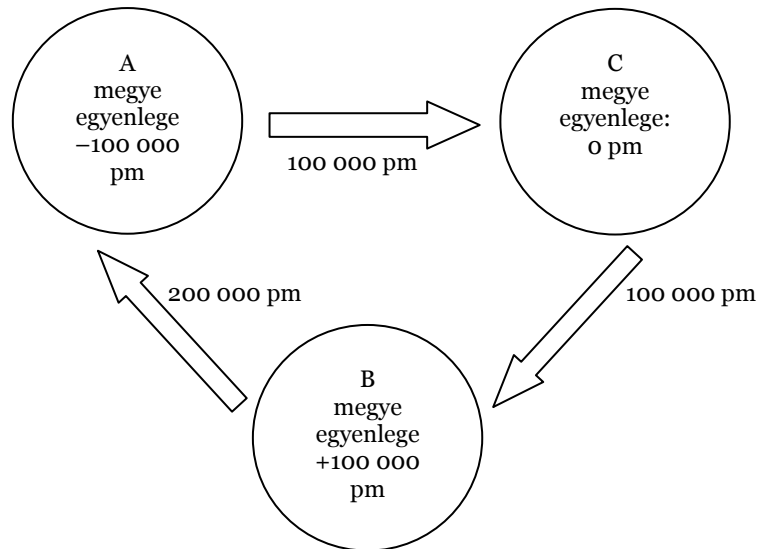 A
megye
egyenlege
–100 000
pm
100 000 pm
C
megye
egyenlege:
0 pm
200 000 pm
100 000 pm
B
megye
egyenlege
+100 000
pm